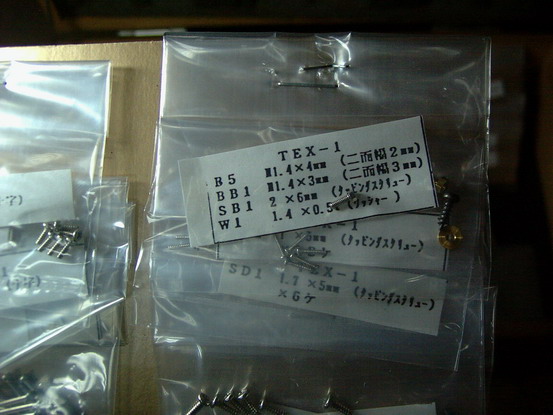 TEX-1
B5 M1.4×4mm (二面幅2mm)
BB1 M1.4×3mm (二面幅3mm)
SB1 2×6mm (タッピングスクリュー)
W1 1.4×0.5 (ワッシャー)
(タッピングスクリュー)
TEX-1
SD1 1.7×5mm (タッピングスクリュー)
×6ケ